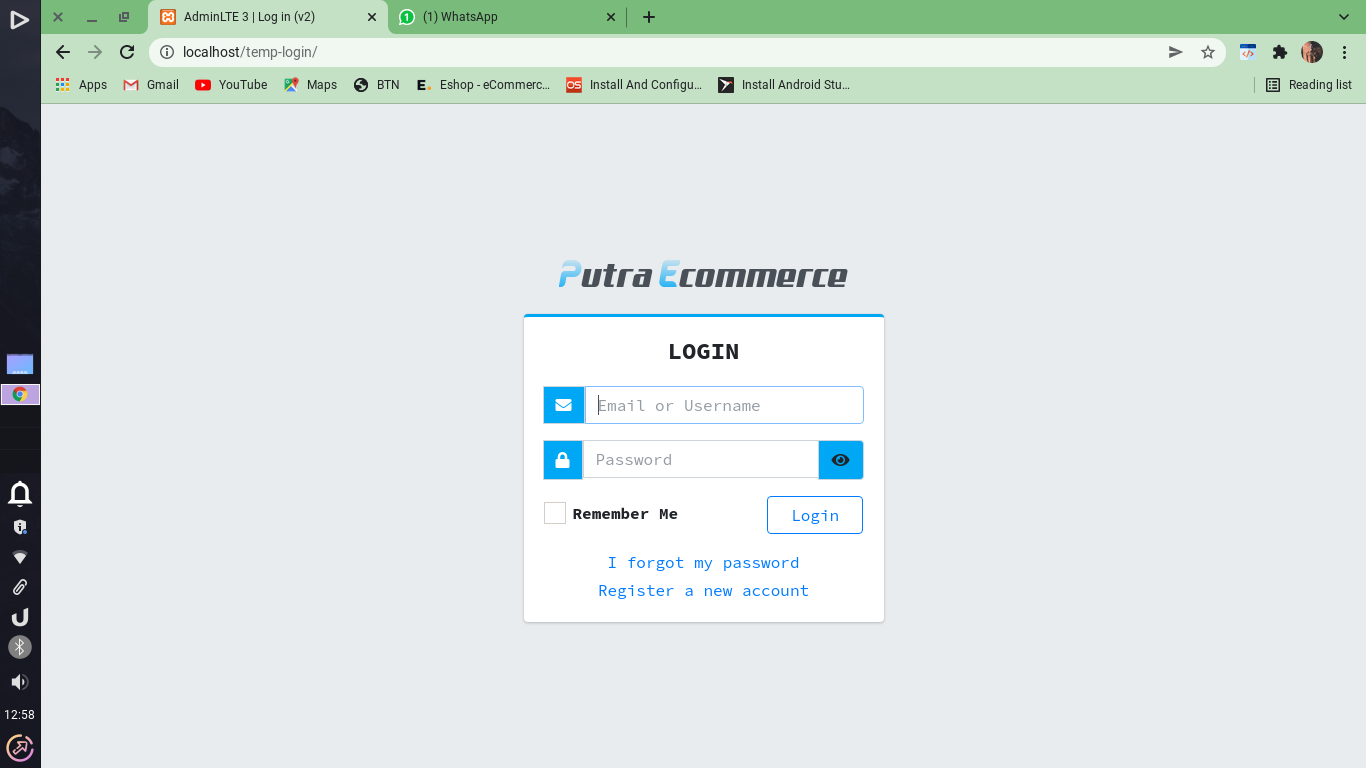 AdminLTE 3 | Log in (v2)
(1) WhatsApp
localhost/temp-login/
Apps
Gmail
YouTube
Maps
BTN
E. Eshop - eCommerc...
OS Install And Configu...
Install Android Stu...
Reading list
Putra Ecommerce
LOGIN
Email or Username
Password
Remember Me
Login
I forgot my password
Register a new account
12:58